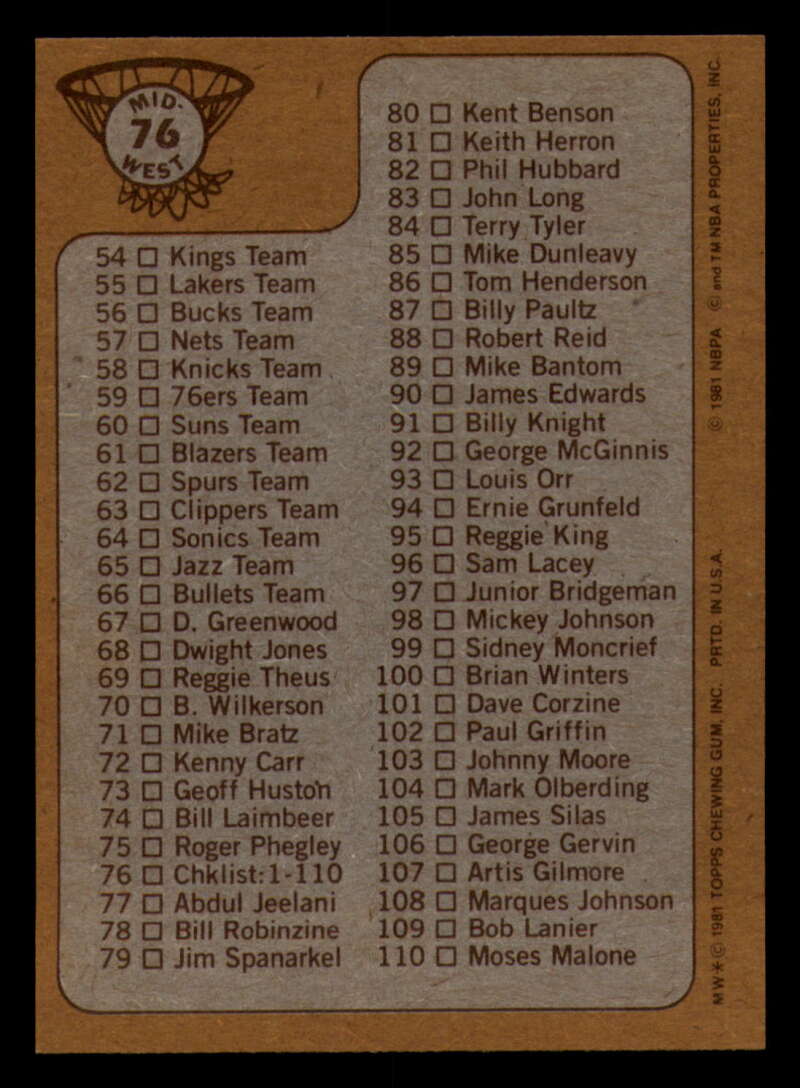 MID.
76
WEST
54 □ Kings Team
55 □ Lakers Team
56 □ Bucks Team
57 □ Nets Team
58 □ Knicks Team
59 □ 76ers Team
60 □ Suns Team
61 □ Blazers Team
62 □ Spurs Team
63 □ Clippers Team
64 □ Sonics Team
65 □ Jazz Team
66 □ Bullets Team
67 □ D. Greenwood
68 □ Dwight Jones
69 □ Reggie Theus
70 □ B. Wilkerson
71 □ Mike Bratz
72 □ Kenny Carr
73 □ Geoff Huston
74 □ Bill Laimbeer
75 □ Roger Phegley
76 □ Chklist:1-110
77 □ Abdul Jeelani
78 □ Bill Robinzine
79 □ Jim Spanarkel
80 □ Kent Benson
81 □ Keith Herron
82 □ Phil Hubbard
83 □ John Long
84 □ Terry Tyler
85 □ Mike Dunleavy
86 □ Tom Henderson
87 □ Billy Paultz
88 □ Robert Reid
89 □ Mike Bantom
90 □ James Edwards
91 □ Billy Knight
92 □ George McGinnis
93 □ Louis Orr
94 □ Ernie Grunfeld
95 □ Reggie King
96 □ Sam Lacey
97 □ Junior Bridgeman
98 □ Mickey Johnson
99 □ Sidney Moncrief
100 □ Brian Winters
101 □ Dave Corzine
102 □ Paul Griffin
103 □ Johnny Moore
104 □ Mark Olberding
105 □ James Silas
106 □ George Gervin
107 □ Artis Gilmore
108 □ Marques Johnson
109 □ Bob Lanier
110 □ Moses Malone
MW*© 1981 TOPPS CHEWING GUM, INC. PRTD. IN U.S.A. © 1981 NBPA © and TM NBA PROPERTIES, INC.